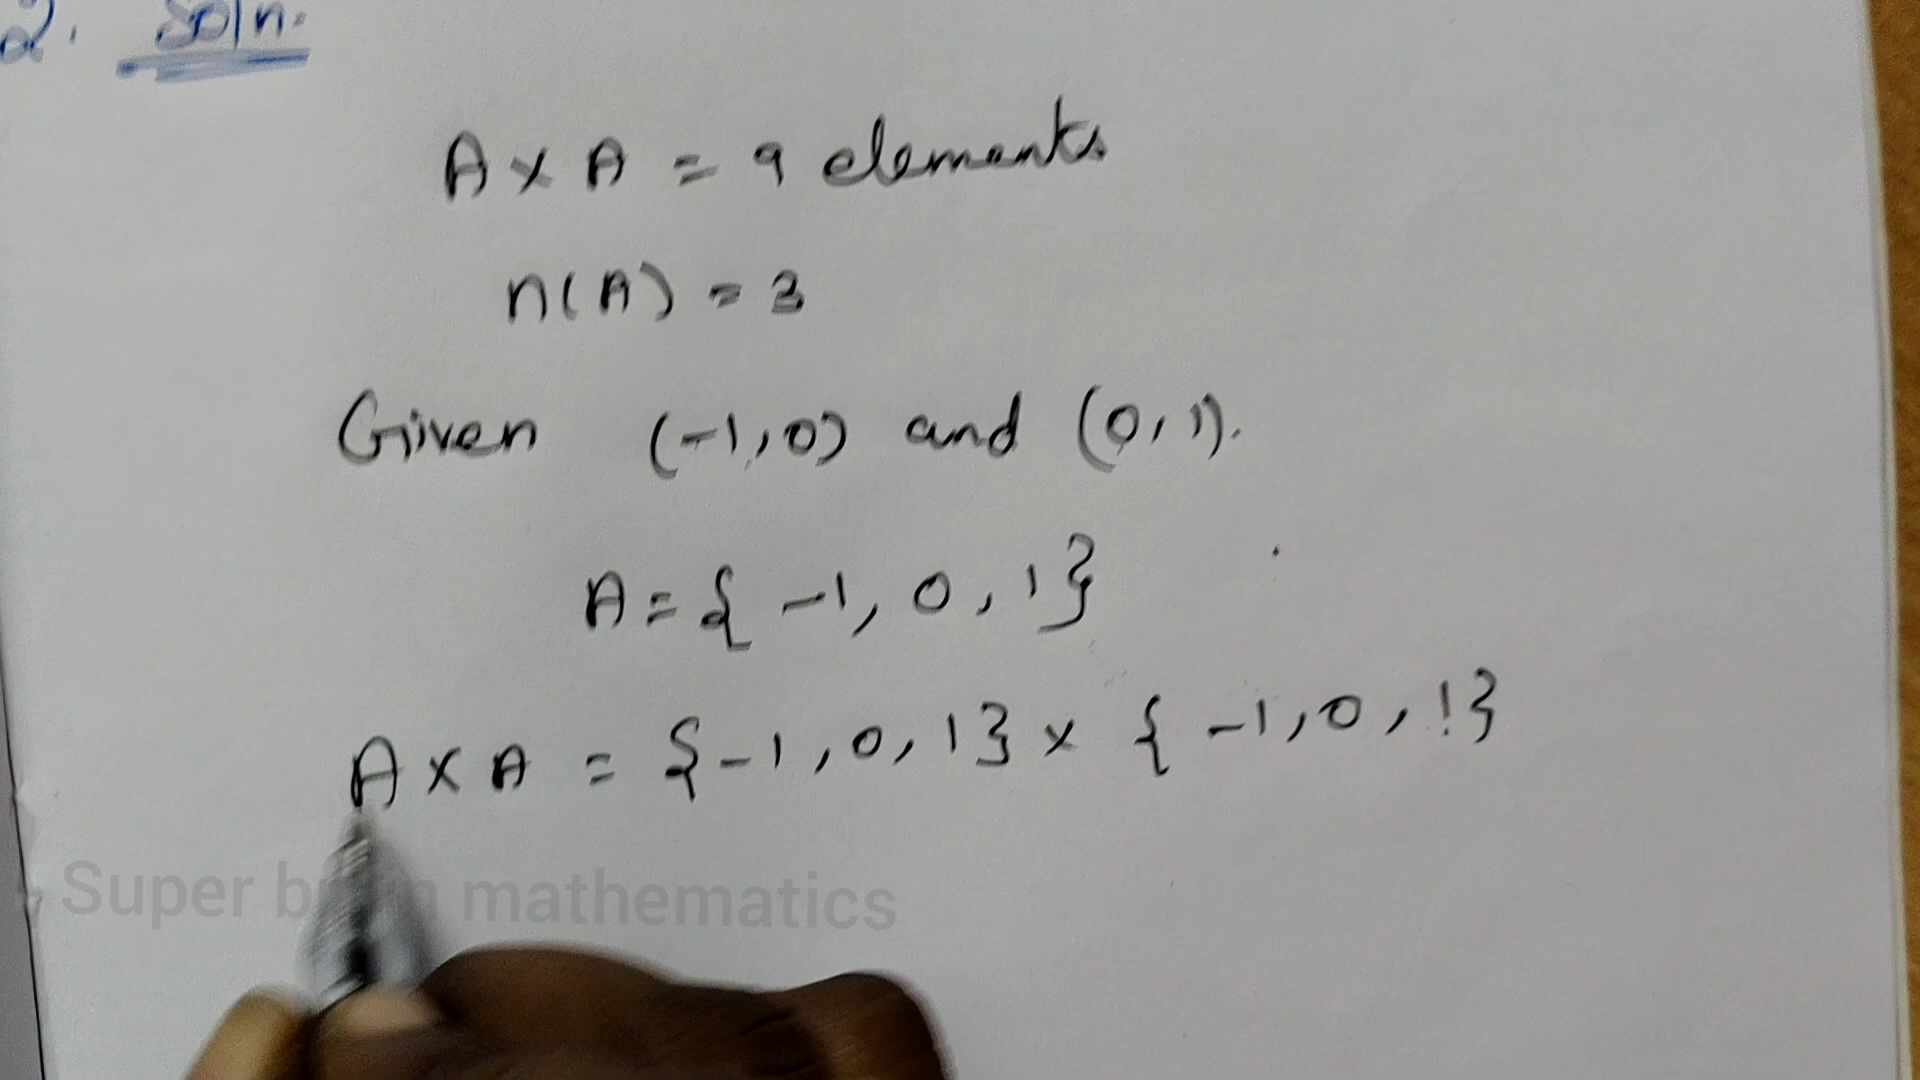 2. Soln.
A × A = 9 elements
n(A) = 3
Given (-1,0) and (0,1).
A = { -1, 0, 1}
A × A = {-1, 0, 1} × { -1, 0, 1}
Super brain mathematics